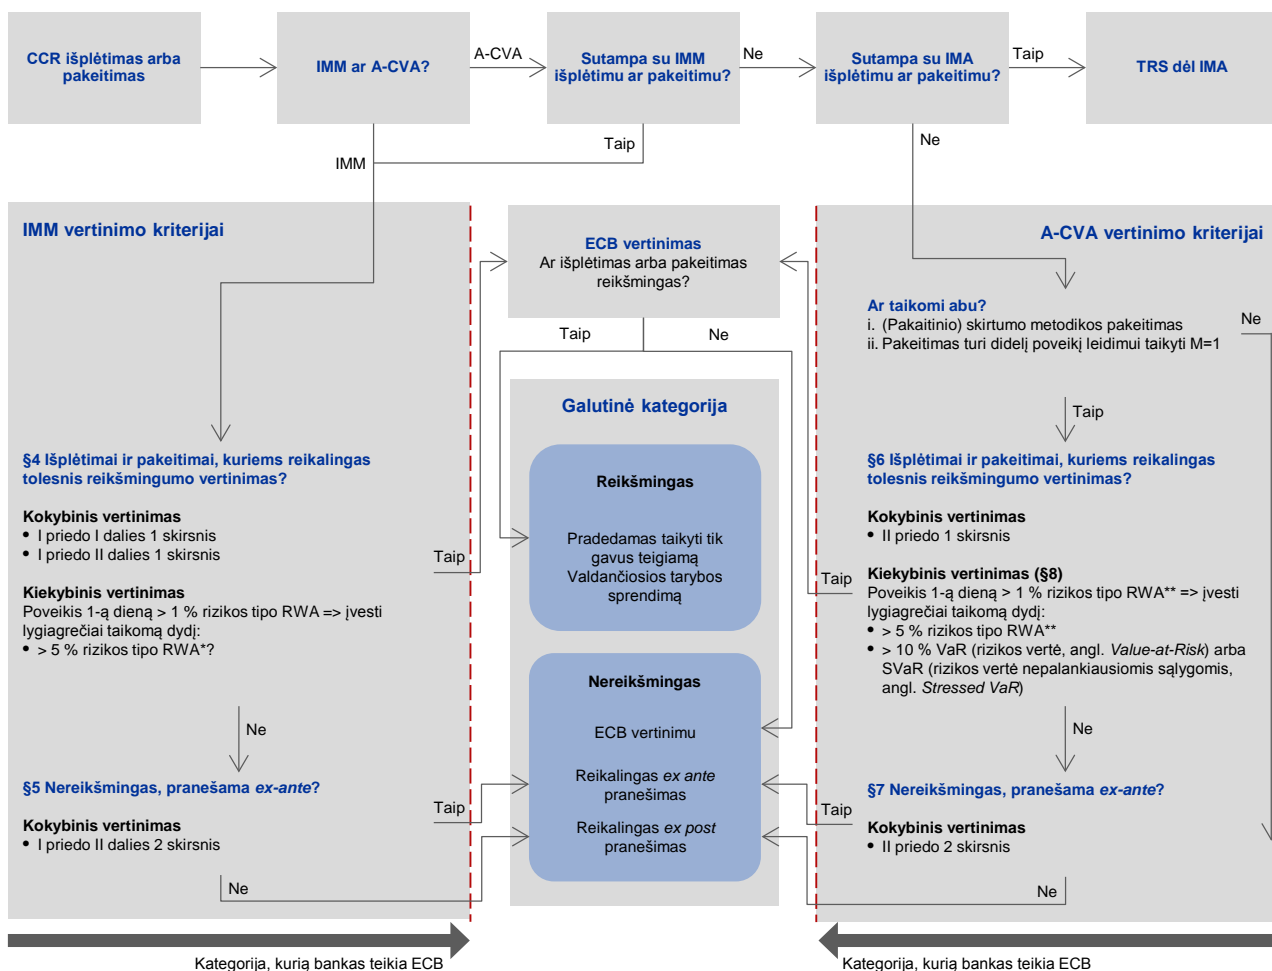 CCR išplėtimas arba
pakeitimas
IMM ar A-CVA?
A-CVA
Sutampa su IMM
išplėtimu ar pakeitimu?
Ne
Sutampa su IMA
išplėtimu ar pakeitimu?
Taip
TRS dėl IMA
IMM
Taip
Ne
IMM vertinimo kriterijai
§4 Išplėtimai ir pakeitimai, kuriems reikalingas
tolesnis reikšmingumo vertinimas?
Kokybinis vertinimas
• I priedo I dalies 1 skirsnis
• I priedo II dalies 1 skirsnis
Kiekybinis vertinimas
Poveikis 1-ą dieną > 1 % rizikos tipo RWA => įvesti
lygiagrečiai taikomą dydį:
• > 5 % rizikos tipo RWA*?
Taip
Ne
§5 Nereikšmingas, pranešama ex-ante?
Kokybinis vertinimas
• I priedo II dalies 2 skirsnis
Taip
Ne
ECB vertinimas
Ar išplėtimas arba pakeitimas
reikšmingas?
Taip
Ne
Galutinė kategorija
Reikšmingas
Pradedamas taikyti tik
gavus teigiamą
Valdančiosios tarybos
sprendimą
Nereikšmingas
ECB vertinimu
Reikalingas ex ante
pranešimas
Reikalingas ex post
pranešimas
A-CVA vertinimo kriterijai
Ar taikomi abu?
i. (Pakaitinio) skirtumo metodikos pakeitimas
ii. Pakeitimas turi didelį poveikį leidimui taikyti M=1
Ne
Taip
§6 Išplėtimai ir pakeitimai, kuriems reikalingas
tolesnis reikšmingumo vertinimas?
Kokybinis vertinimas
• II priedo 1 skirsnis
Kiekybinis vertinimas (§8)
Poveikis 1-ą dieną > 1 % rizikos tipo RWA** => įvesti
lygiagrečiai taikomą dydį:
• > 5 % rizikos tipo RWA**
• > 10 % VaR (rizikos vertė, angl. Value-at-Risk) arba
SVaR (rizikos vertė nepalankiausiomis sąlygomis,
angl. Stressed VaR)
Taip
Ne
§7 Nereikšmingas, pranešama ex-ante?
Kokybinis vertinimas
• II priedo 2 skirsnis
Taip
Ne
Kategorija, kurią bankas teikia ECB
Kategorija, kurią bankas teikia ECB